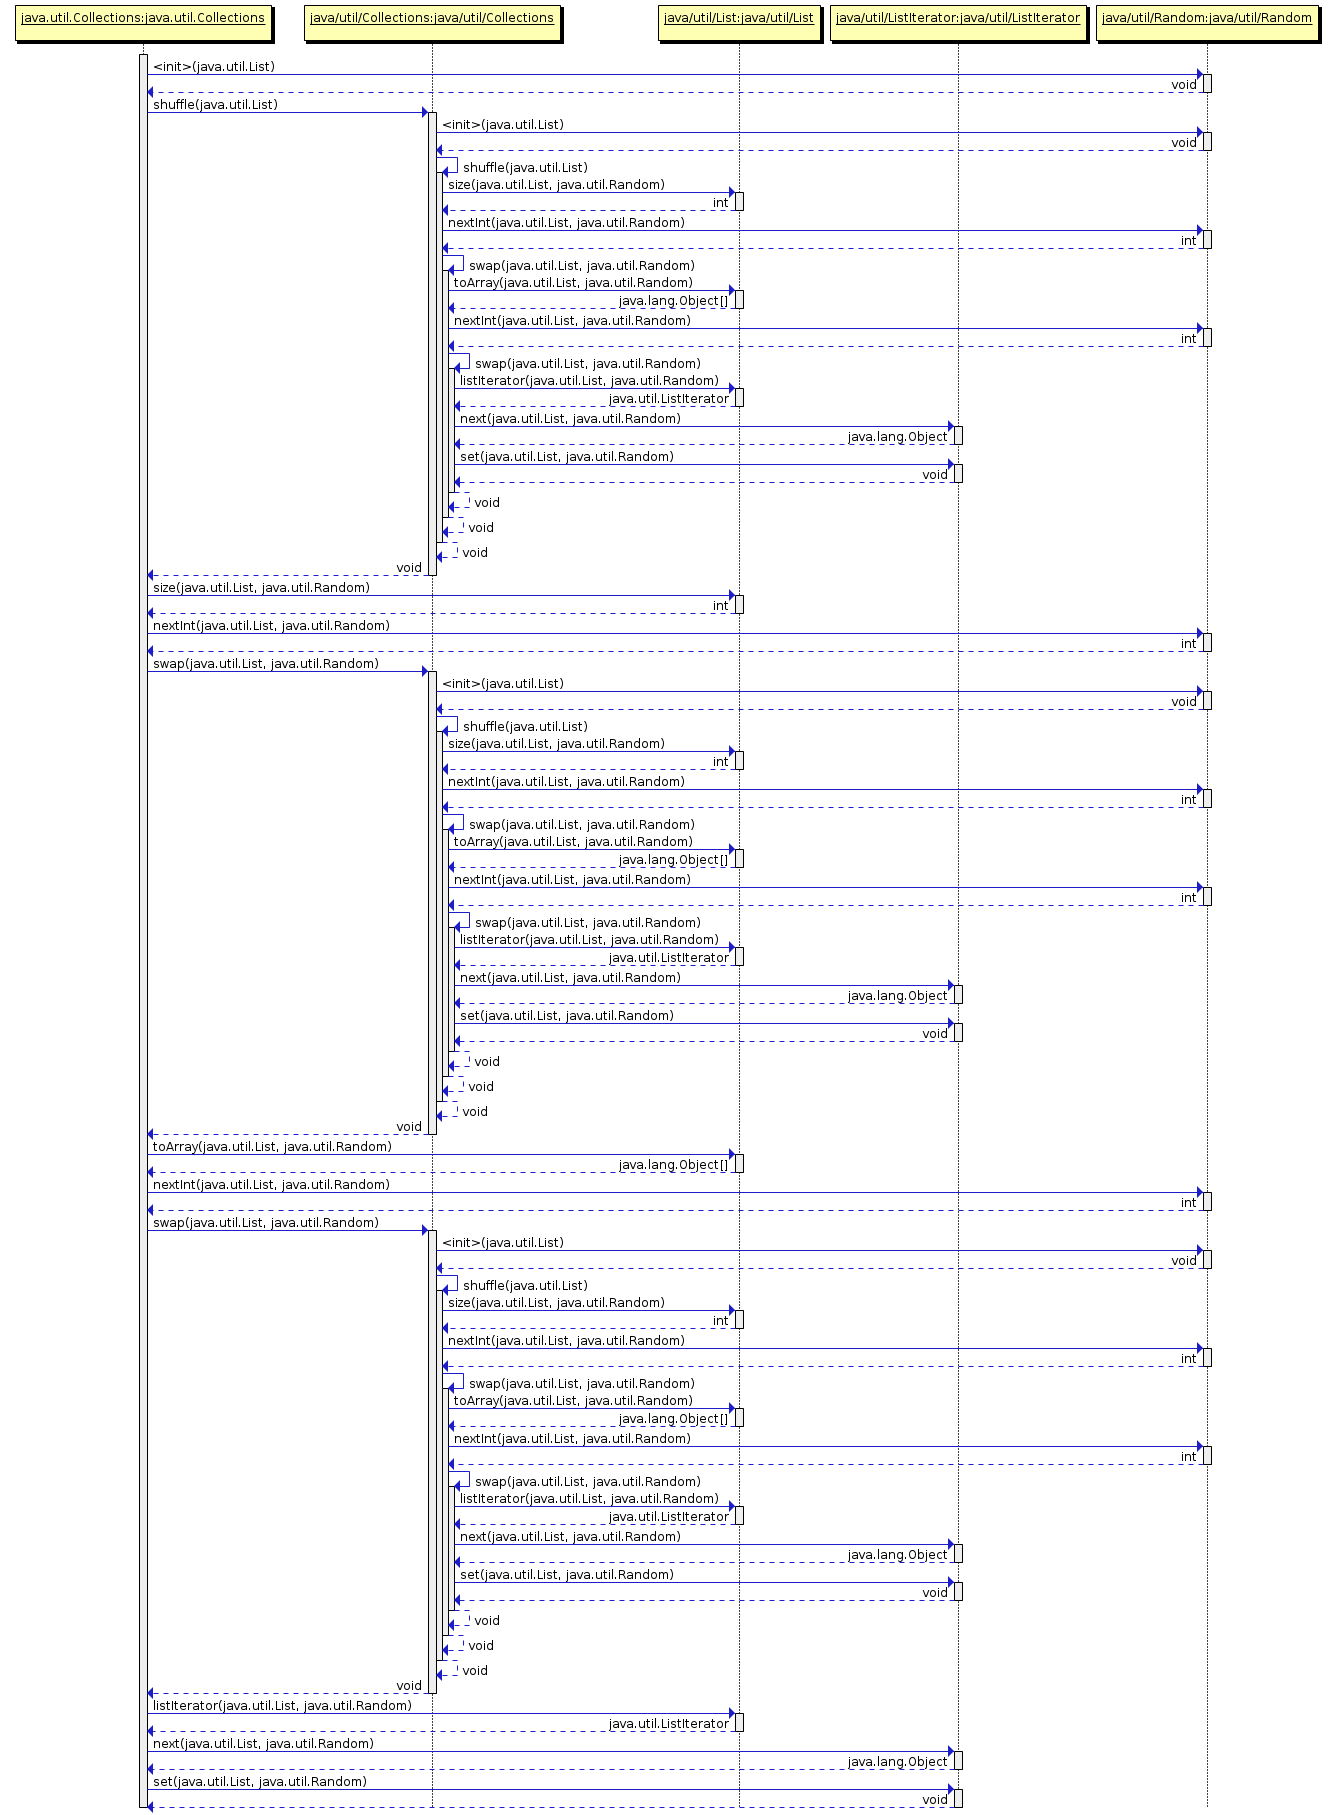 java.util.Collections:java.util.Collections
java/util/Collections:java/util/Collections
java/util/List:java/util/List
java/util/ListIterator:java/util/ListIterator
java/util/Random:java/util/Random
<init>(java.util.List)
void
shuffle(java.util.List)
<init>(java.util.List)
void
shuffle(java.util.List)
size(java.util.List, java.util.Random)
int
nextInt(java.util.List, java.util.Random)
int
swap(java.util.List, java.util.Random)
toArray(java.util.List, java.util.Random)
java.lang.Object[]
nextInt(java.util.List, java.util.Random)
int
swap(java.util.List, java.util.Random)
listIterator(java.util.List, java.util.Random)
java.util.ListIterator
next(java.util.List, java.util.Random)
java.lang.Object
set(java.util.List, java.util.Random)
void
void
void
void
void
size(java.util.List, java.util.Random)
int
nextInt(java.util.List, java.util.Random)
int
swap(java.util.List, java.util.Random)
<init>(java.util.List)
void
shuffle(java.util.List)
size(java.util.List, java.util.Random)
int
nextInt(java.util.List, java.util.Random)
int
swap(java.util.List, java.util.Random)
toArray(java.util.List, java.util.Random)
java.lang.Object[]
nextInt(java.util.List, java.util.Random)
int
swap(java.util.List, java.util.Random)
listIterator(java.util.List, java.util.Random)
java.util.ListIterator
next(java.util.List, java.util.Random)
java.lang.Object
set(java.util.List, java.util.Random)
void
void
void
void
void
toArray(java.util.List, java.util.Random)
java.lang.Object[]
nextInt(java.util.List, java.util.Random)
int
swap(java.util.List, java.util.Random)
<init>(java.util.List)
void
shuffle(java.util.List)
size(java.util.List, java.util.Random)
int
nextInt(java.util.List, java.util.Random)
int
swap(java.util.List, java.util.Random)
toArray(java.util.List, java.util.Random)
java.lang.Object[]
nextInt(java.util.List, java.util.Random)
int
swap(java.util.List, java.util.Random)
listIterator(java.util.List, java.util.Random)
java.util.ListIterator
next(java.util.List, java.util.Random)
java.lang.Object
set(java.util.List, java.util.Random)
void
void
void
void
void
listIterator(java.util.List, java.util.Random)
java.util.ListIterator
next(java.util.List, java.util.Random)
java.lang.Object
set(java.util.List, java.util.Random)
void